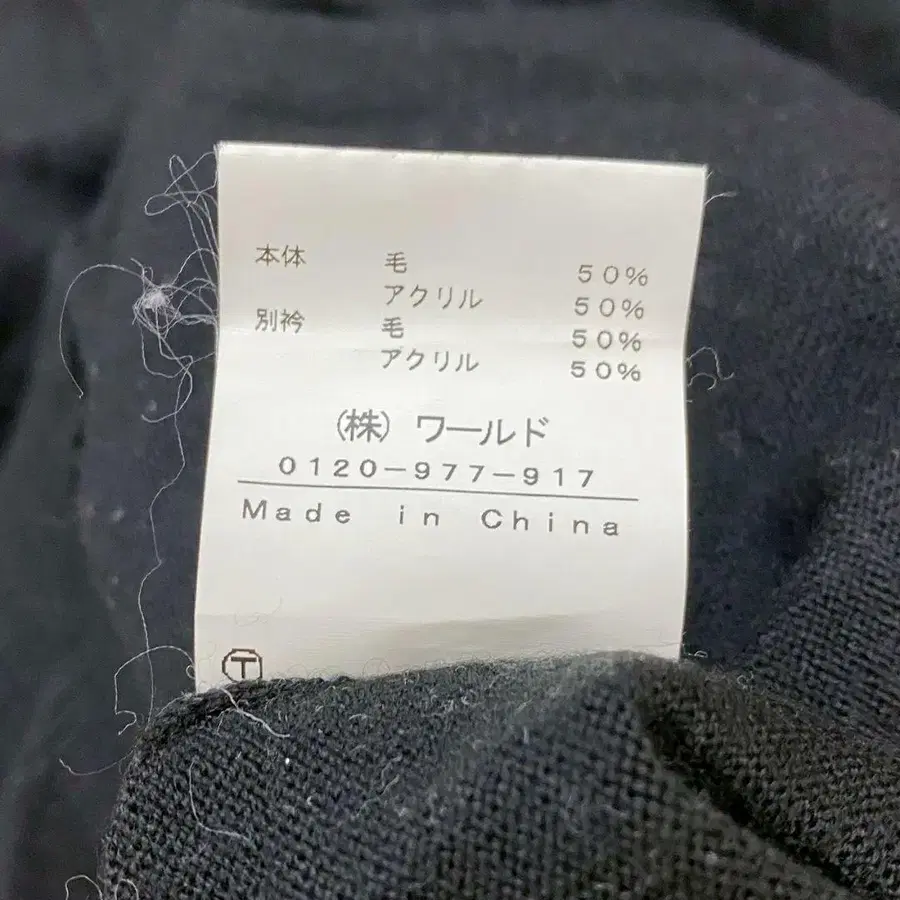 本体 毛 50%
アクリル 50%
別衿 毛 50%
アクリル 50%
(株) ワールド
0120-977-917
Made in China
T